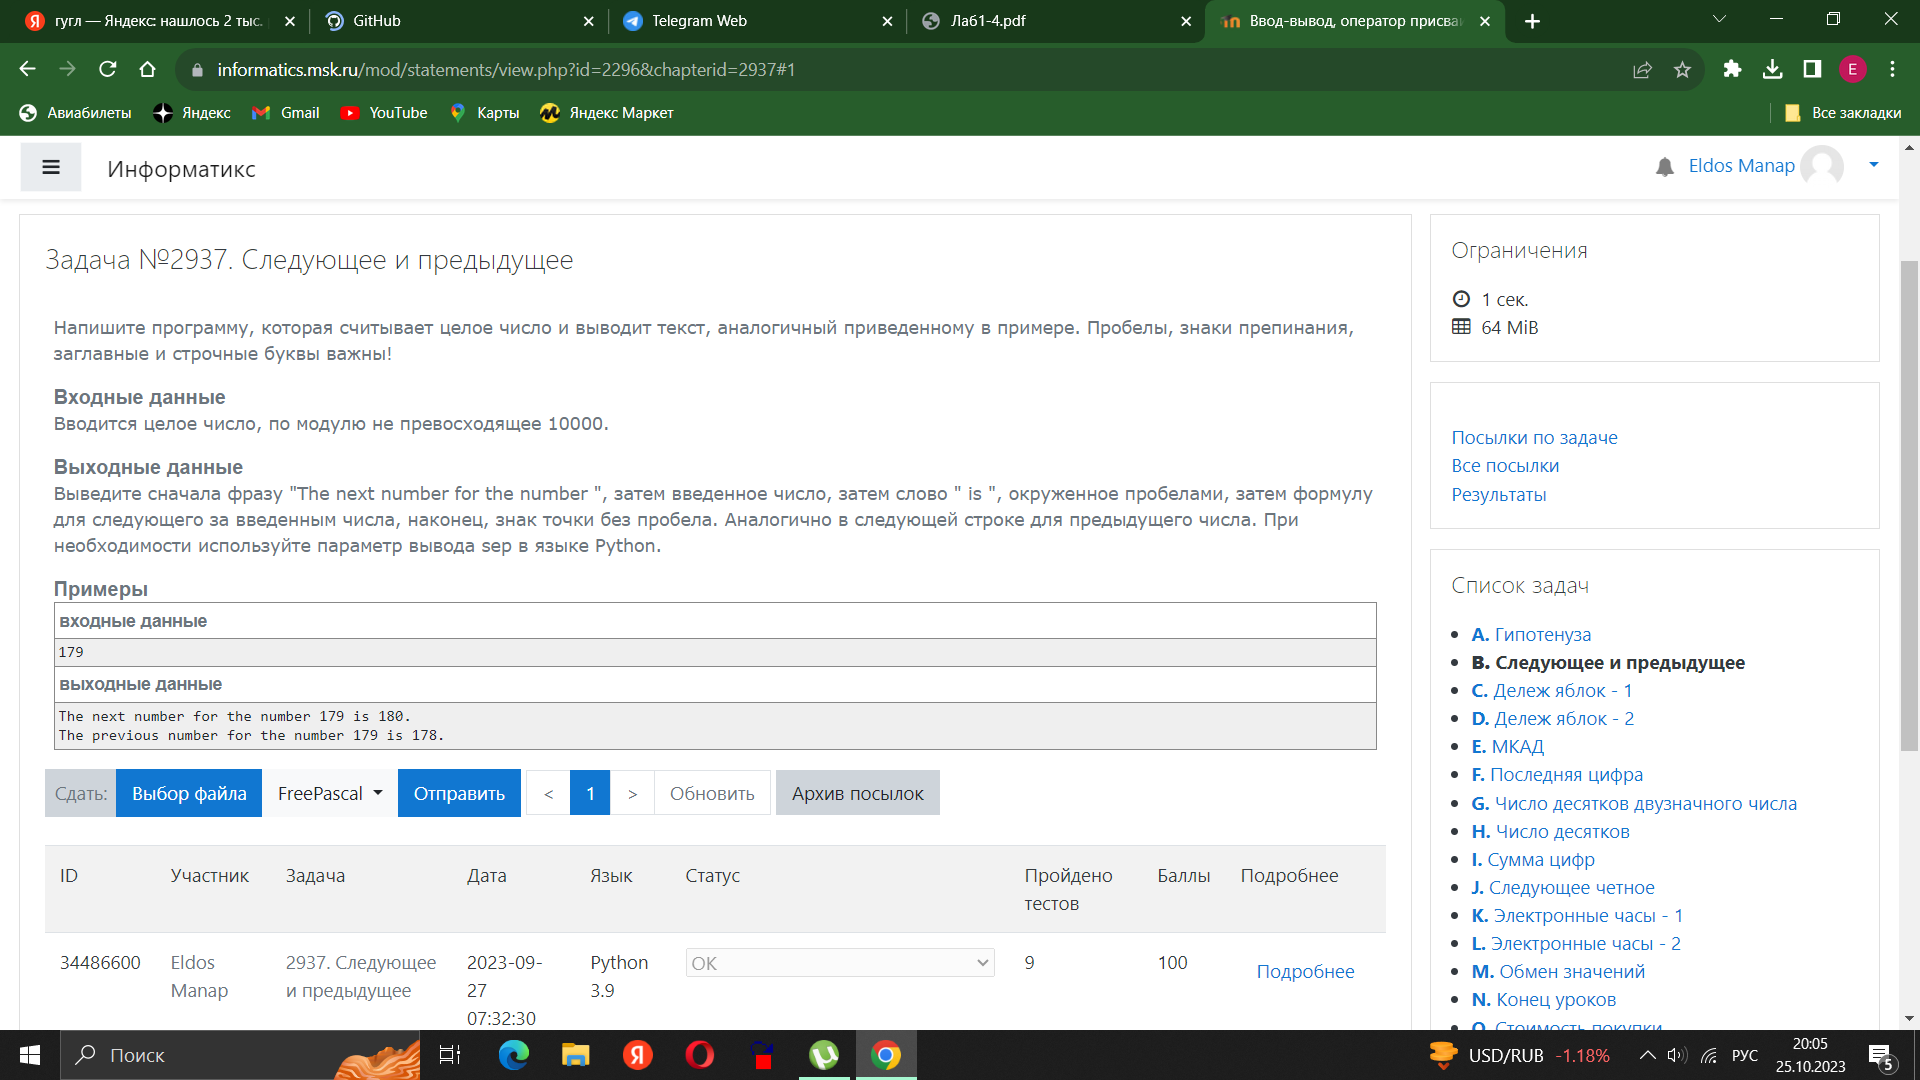 гугл — Яндекс: нашлось 2 тыс.
GitHub
Telegram Web
Ла61-4.pdf
Ввод-вывод, оператор присва
informatics.msk.ru/mod/statements/view.php?id=2296&chapterid=2937#1
E
Авиабилеты
Яндекс
Gmail
YouTube
Карты
Яндекс Маркет
Все закладки
Информатикс
Eldos Manap
Задача №2937. Следующее и предыдущее
Напишите программу, которая считывает целое число и выводит текст, аналогичный приведенному в примере. Пробелы, знаки препинания,
заглавные и строчные буквы важны!
Входные данные
Вводится целое число, по модулю не превосходящее 10000.
Выходные данные
Выведите сначала фразу "The next number for the number ", затем введенное число, затем слово " is ", окруженное пробелами, затем формулу
для следующего за введенным числа, наконец, знак точки без пробела. Аналогично в следующей строке для предыдущего числа. При
необходимости используйте параметр вывода sep в языке Python.
Примеры
входные данные
179
выходные данные
The next number for the number 179 is 180.
The previous number for the number 179 is 178.
Сдать:
Выбор файла
FreePascal
Отправить
<
1
>
Обновить
Архив посылок
ID
Участник
Задача
Дата
Язык
Статус
Пройдено
тестов
Баллы
Подробнее
34486600
Eldos
Manap
2937. Следующее
и предыдущее
2023-09-
27
07:32:30
Python
3.9
OK
9
100
Подробнее
Ограничения
1 сек.
64 MiB
Посылки по задаче
Все посылки
Результаты
Список задач
A. Гипотенуза
B. Следующее и предыдущее
C. Дележ яблок - 1
D. Дележ яблок - 2
E. МКАД
F. Последняя цифра
G. Число десятков двузначного числа
H. Число десятков
I. Сумма цифр
J. Следующее четное
K. Электронные часы - 1
L. Электронные часы - 2
M. Обмен значений
N. Конец уроков
O. Стоимость покупки
Поиск
USD/RUB -1.18%
РУС
20:05
25.10.2023
5